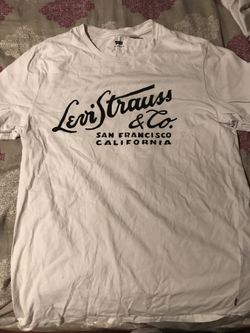 Levi Strauss
& Co.
SAN FRANCISCO
CALIFORNIA